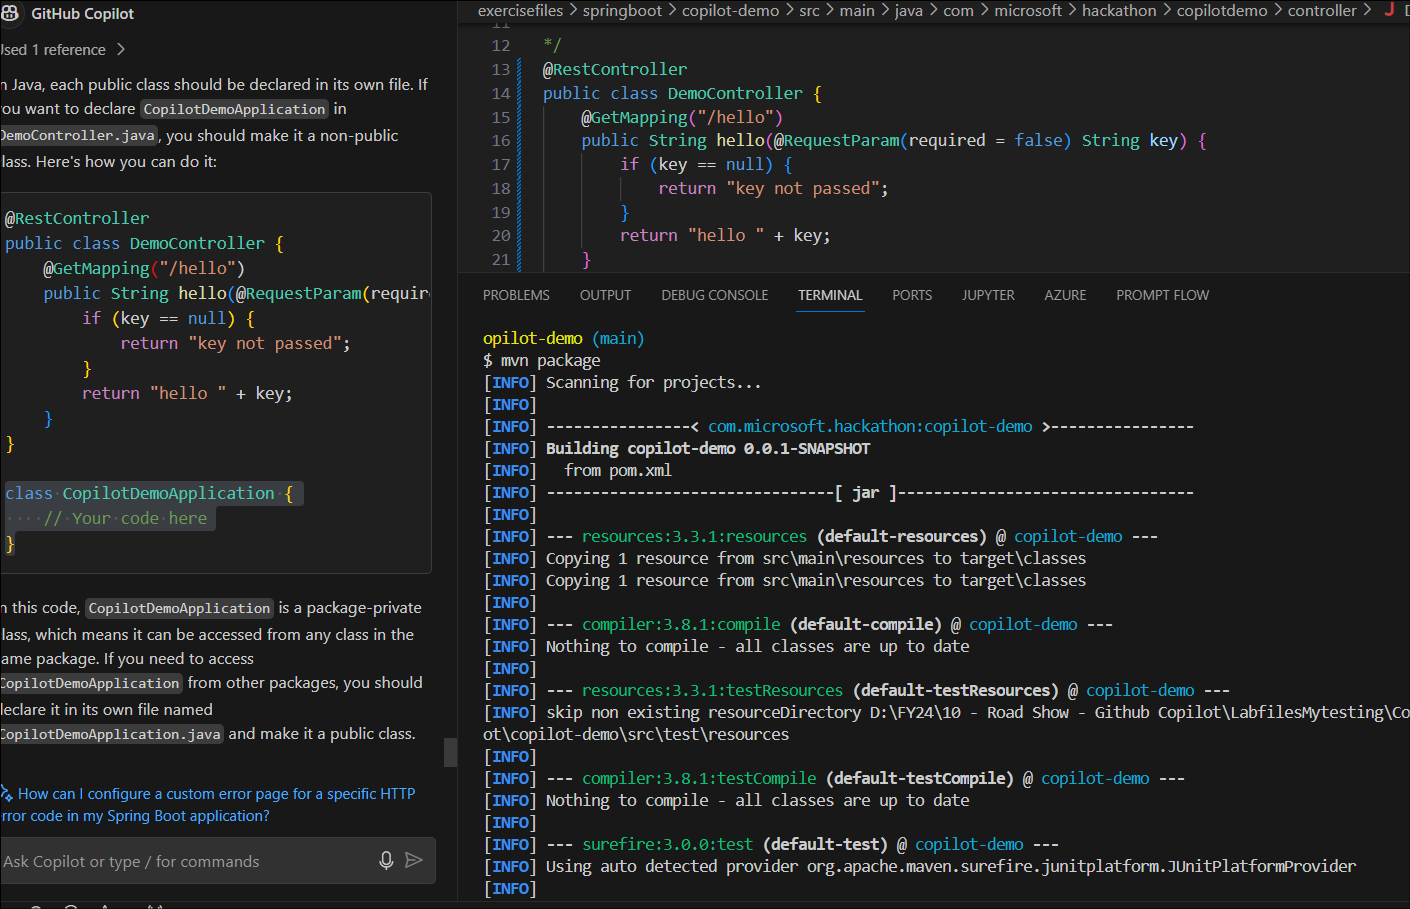 GitHub Copilot
Used 1 reference
In Java, each public class should be declared in its own file. If
you want to declare CopilotDemoApplication in
DemoController.java, you should make it a non-public
class. Here's how you can do it:
@RestController
public class DemoController {
@GetMapping("/hello")
public String hello(@RequestParam(requir
if (key == null) {
return "key not passed";
}
return "hello " + key;
}
}
class CopilotDemoApplication {
// Your code here
}
In this code, CopilotDemoApplication is a package-private
class, which means it can be accessed from any class in the
same package. If you need to access
CopilotDemoApplication from other packages, you should
declare it in its own file named
CopilotDemoApplication.java and make it a public class.
How can I configure a custom error page for a specific HTTP
error code in my Spring Boot application?
Ask Copilot or type / for commands
exercisefiles > springboot > copilot-demo > src > main > java > com > microsoft > hackathon > copilotdemo > controller > J
11
12 */
13 @RestController
14 public class DemoController {
15 @GetMapping("/hello")
16 public String hello(@RequestParam(required = false) String key) {
17 if (key == null) {
18 return "key not passed";
19 }
20 return "hello " + key;
21 }
PROBLEMS OUTPUT DEBUG CONSOLE TERMINAL PORTS JUPYTER AZURE PROMPT FLOW
opilot-demo (main)
$ mvn package
[INFO] Scanning for projects...
[INFO]
[INFO] ----------------< com.microsoft.hackathon:copilot-demo >----------------
[INFO] Building copilot-demo 0.0.1-SNAPSHOT
[INFO]   from pom.xml
[INFO] --------------------------------[ jar ]---------------------------------
[INFO]
[INFO] --- resources:3.3.1:resources (default-resources) @ copilot-demo ---
[INFO] Copying 1 resource from src\main\resources to target\classes
[INFO] Copying 1 resource from src\main\resources to target\classes
[INFO]
[INFO] --- compiler:3.8.1:compile (default-compile) @ copilot-demo ---
[INFO] Nothing to compile - all classes are up to date
[INFO]
[INFO] --- resources:3.3.1:testResources (default-testResources) @ copilot-demo ---
[INFO] skip non existing resourceDirectory D:\FY24\10 - Road Show - Github Copilot\LabfilesMytesting\Co
ot\copilot-demo\src\test\resources
[INFO]
[INFO] --- compiler:3.8.1:testCompile (default-testCompile) @ copilot-demo ---
[INFO] Nothing to compile - all classes are up to date
[INFO]
[INFO] --- surefire:3.0.0:test (default-test) @ copilot-demo ---
[INFO] Using auto detected provider org.apache.maven.surefire.junitplatform.JUnitPlatformProvider
[INFO]